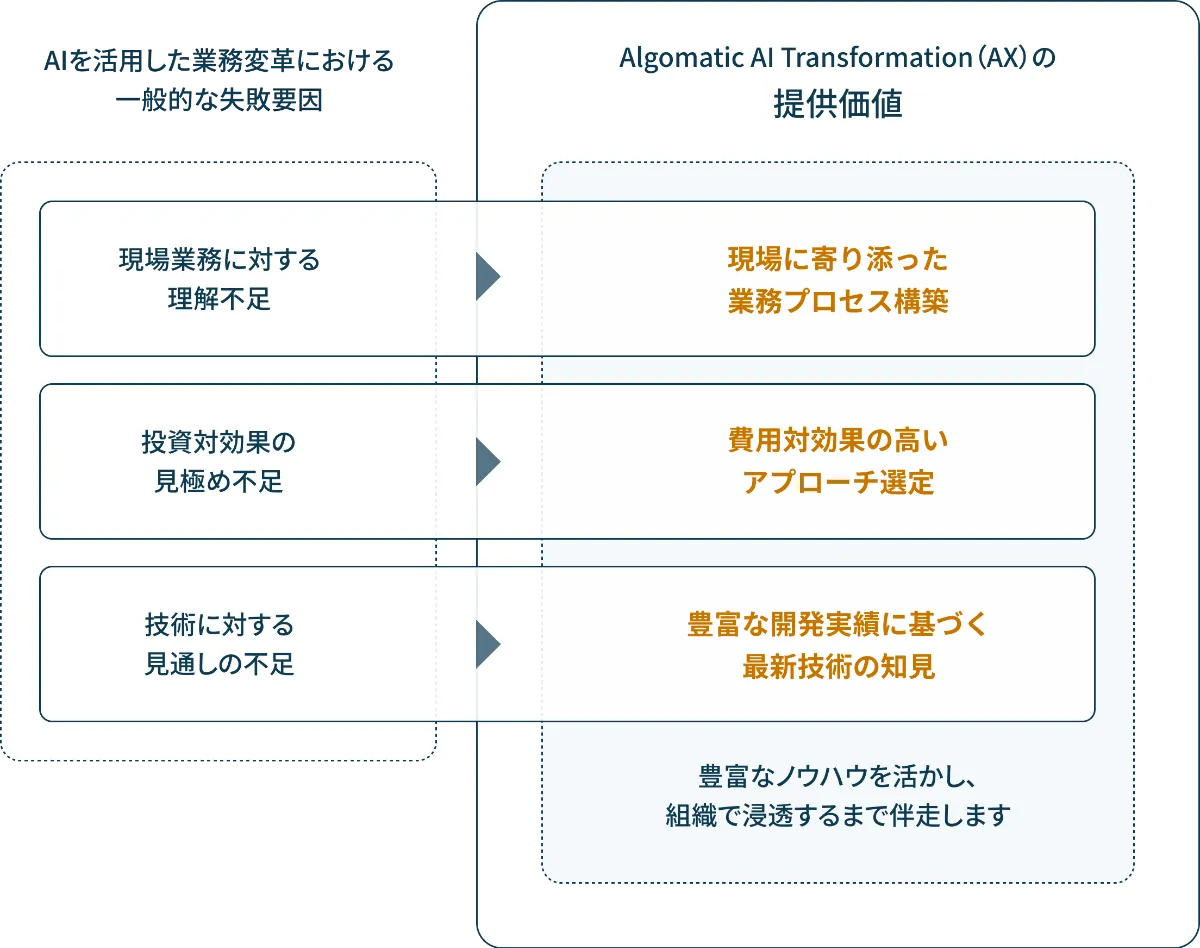 AIを活用した業務変革における
一般的な失敗要因
Algomatic AI Transformation（AX）の
提供価値
現場業務に対する
理解不足
現場に寄り添った
業務プロセス構築
投資対効果の
見極め不足
費用対効果の高い
アプローチ選定
技術に対する
見通しの不足
豊富な開発実績に基づく
最新技術の知見
豊富なノウハウを活かし、
組織で浸透するまで伴走します